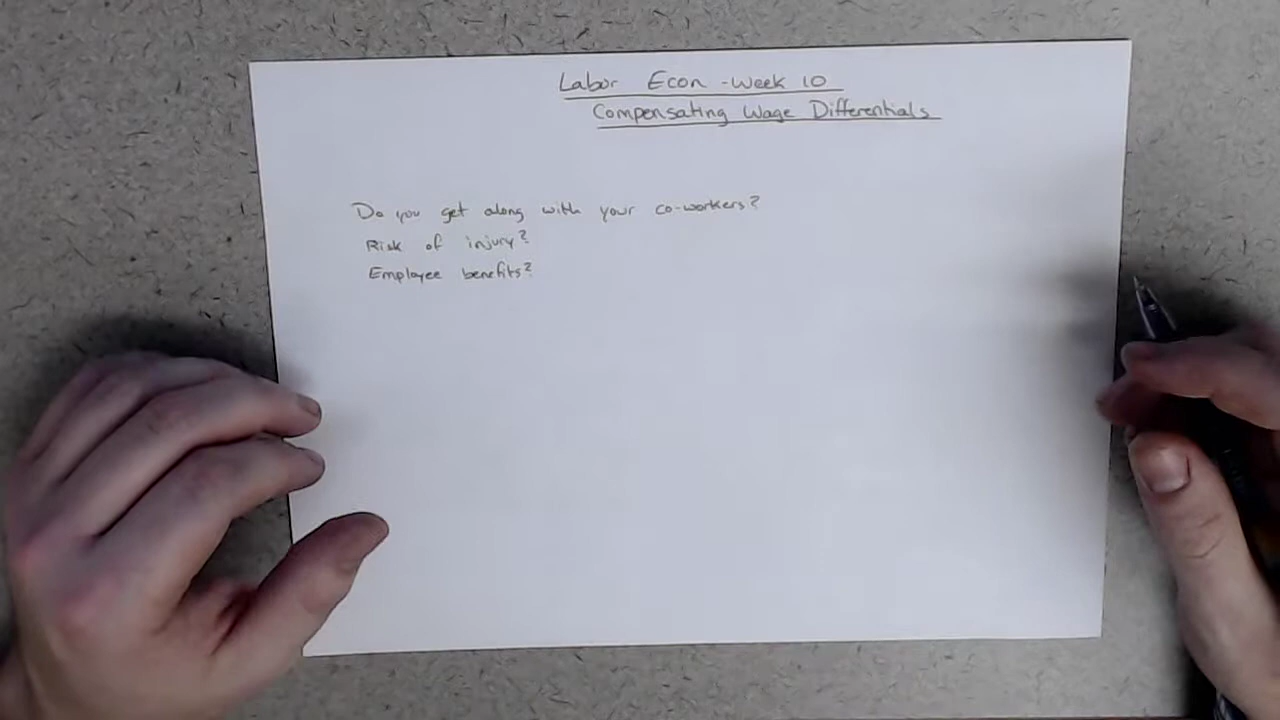 Labor Econ - Week 10
Compensating Wage Differentials
Do you get along with your co-workers?
Risk of injury?
Employee benefits?